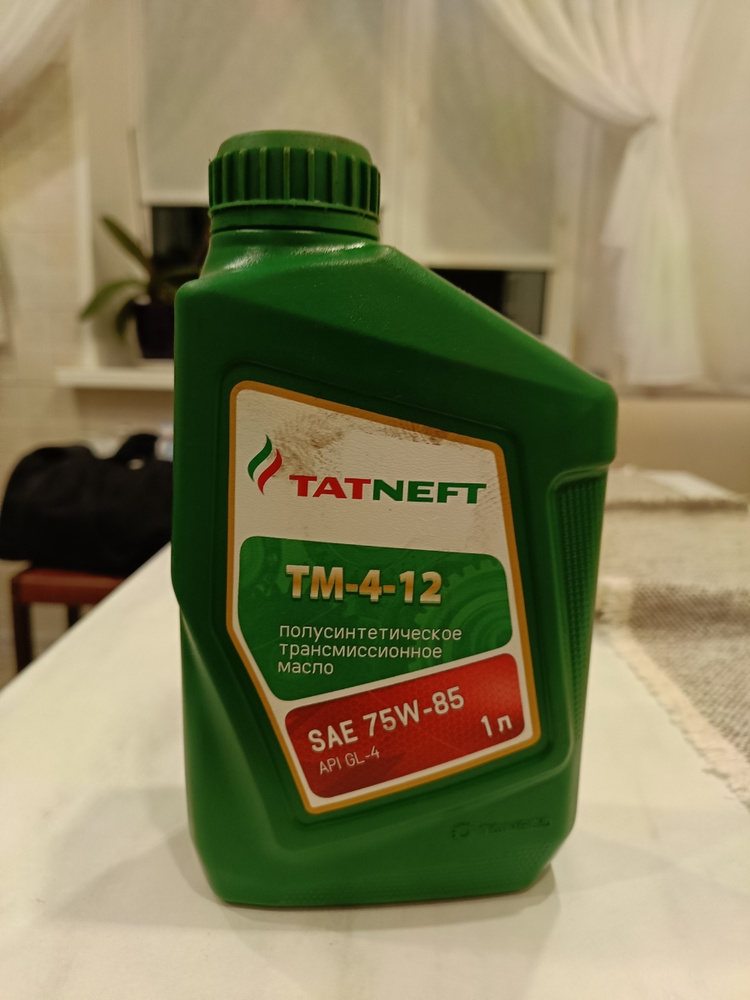 TATNEFT
ТМ-4-12
полусинтетическое
трансмиссионное
масло
SAE 75W-85
API GL-4
1 л